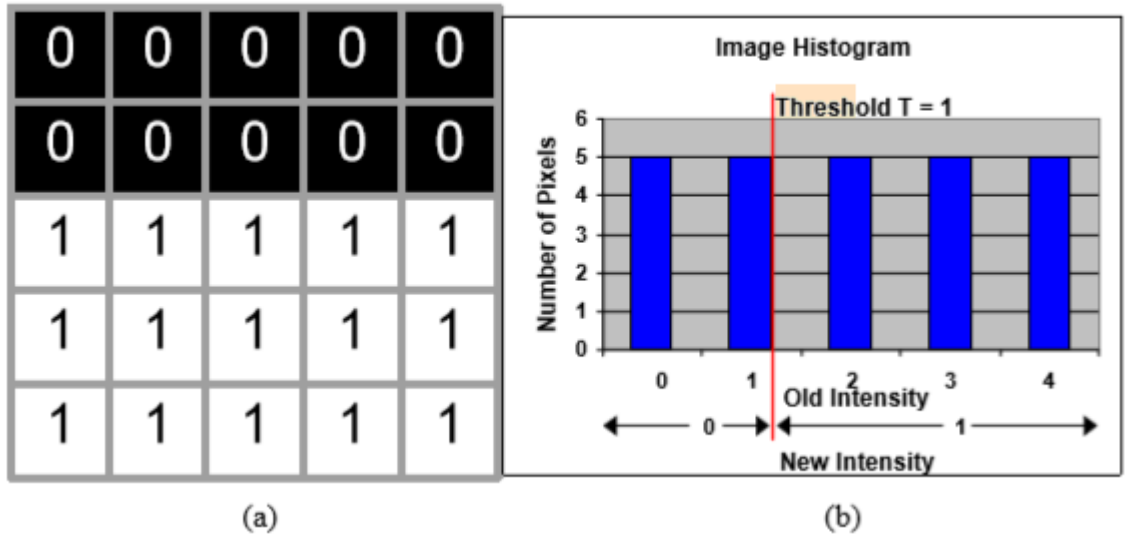 0 0 0 0 0
0 0 0 0 0
1 1 1 1 1
1 1 1 1 1
1 1 1 1 1
(a)
Image Histogram
Threshold T = 1
Number of Pixels
6
5
4
3
2
1
0
0 1 2 3 4
Old Intensity
0 1
New Intensity
(b)